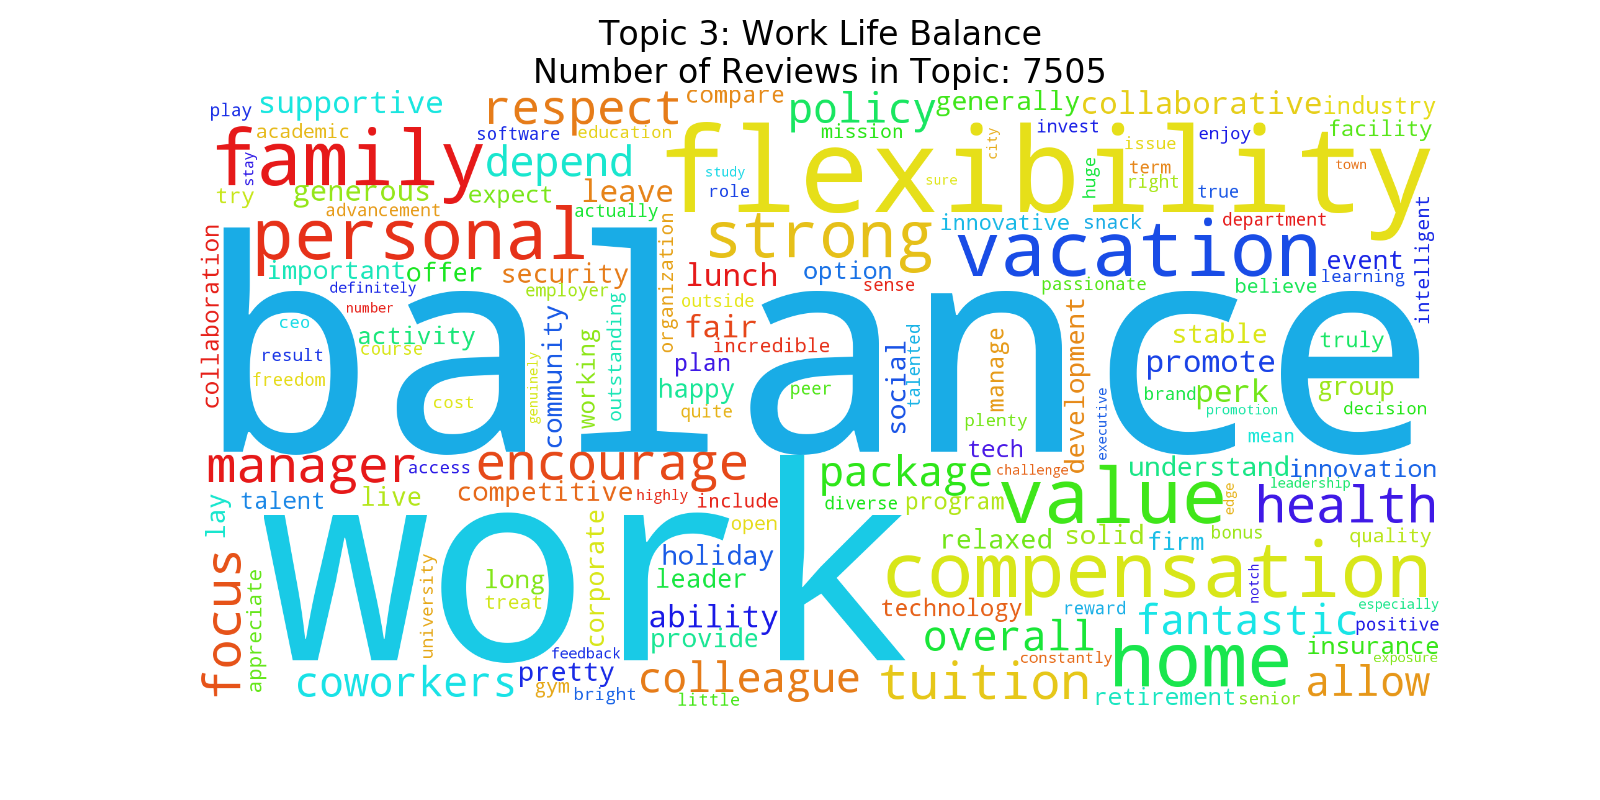 Topic 3: Work Life Balance
Number of Reviews in Topic: 7505
play
supportive
respect
compare
policy
generally
collaborative
industry
academic
software
education
mission
invest
enjoy
facility
family
flexibility
city
issue
stay
depend
study
huge
term
town
right
try
generous
expect
leave
role
sure
true
advancement
actually
personal
organization
strong
innovative
snack
department
vacation
intelligent
collaboration
important
offer
security
lunch
option
event
definitely
employer
sense
passionate
believe
learning
number
outside
balance
ceo
activity
community
working
outstanding
fair
incredible
social
talented
manage
development
stable
truly
result
course
plan
promote
freedom
genuinely
happy
peer
brand
perk
group
cost
quite
plenty
executive
promotion
decision
tech
mean
manager
access
encourage
package
challenge
understand
innovation
talent
live
competitive
highly
include
diverse
program
value
edge
leadership
health
lay
work
open
relaxed
solid
firm
bonus
quality
corporate
holiday
compensation
focus
appreciate
university
long
treat
leader
notch
ability
technology
reward
fantastic
especially
positive
provide
overall
home
insurance
feedback
constantly
exposure
coworkers
pretty
colleague
tuition
allow
gym
bright
little
retirement
senior